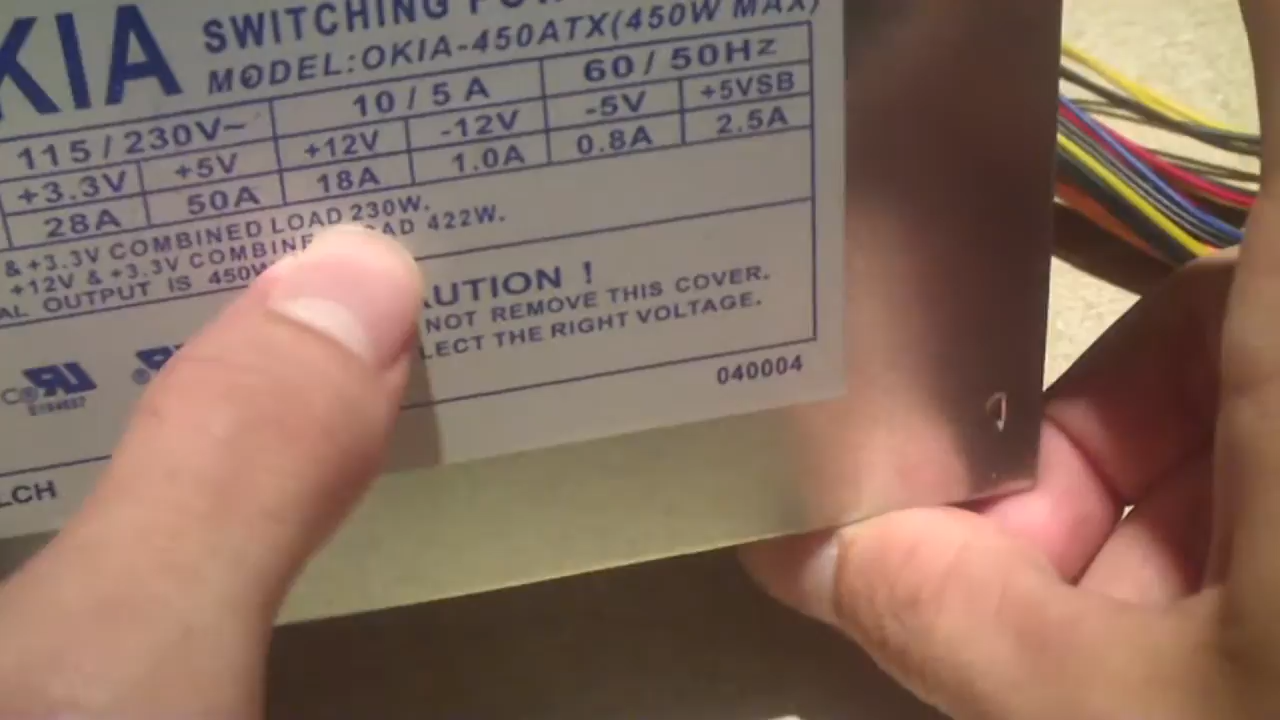 KIA
SWITCHING
MODEL:OKIA-450ATX(450W MAX)
115/230V~ 10/5A 60/50Hz
+3.3V +5V +12V -12V -5V +5VSB
28A 50A 18A 1.0A 0.8A 2.5A
& +3.3V COMBINED LOAD 230W.
+12V & +3.3V COMBINE AD 422W.
AL OUTPUT IS 450W
AUTION !
NOT REMOVE THIS COVER.
LECT THE RIGHT VOLTAGE.
040004
LCH